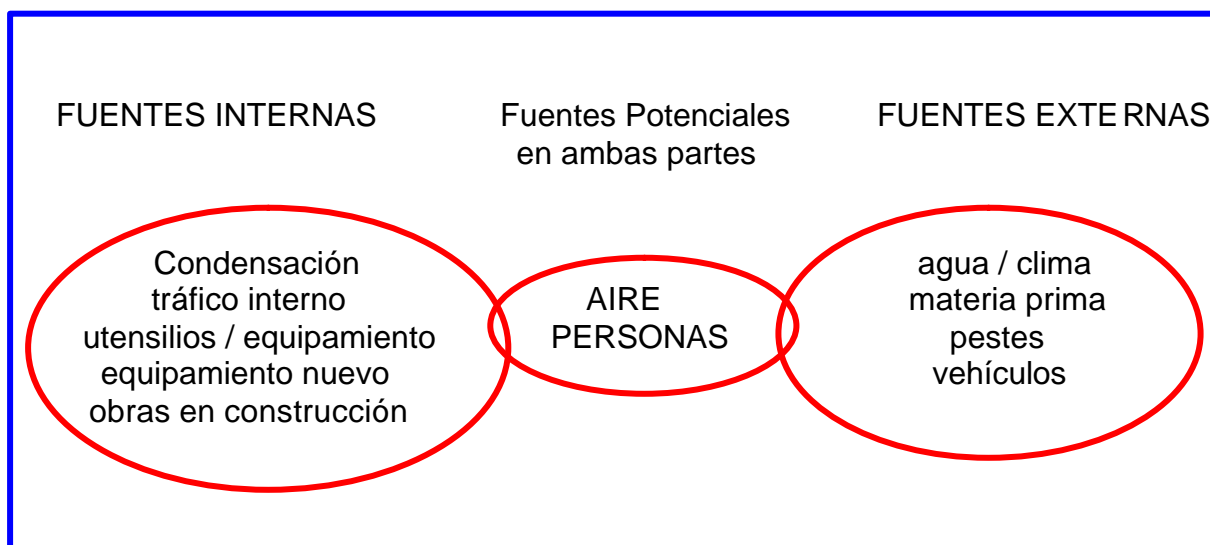 FUENTES INTERNAS
Fuentes Potenciales
en ambas partes
FUENTES EXTERNAS
Condensación
tráfico interno
utensilios / equipamiento
equipamiento nuevo
obras en construcción
AIRE
PERSONAS
agua / clima
materia prima
pestes
vehículos